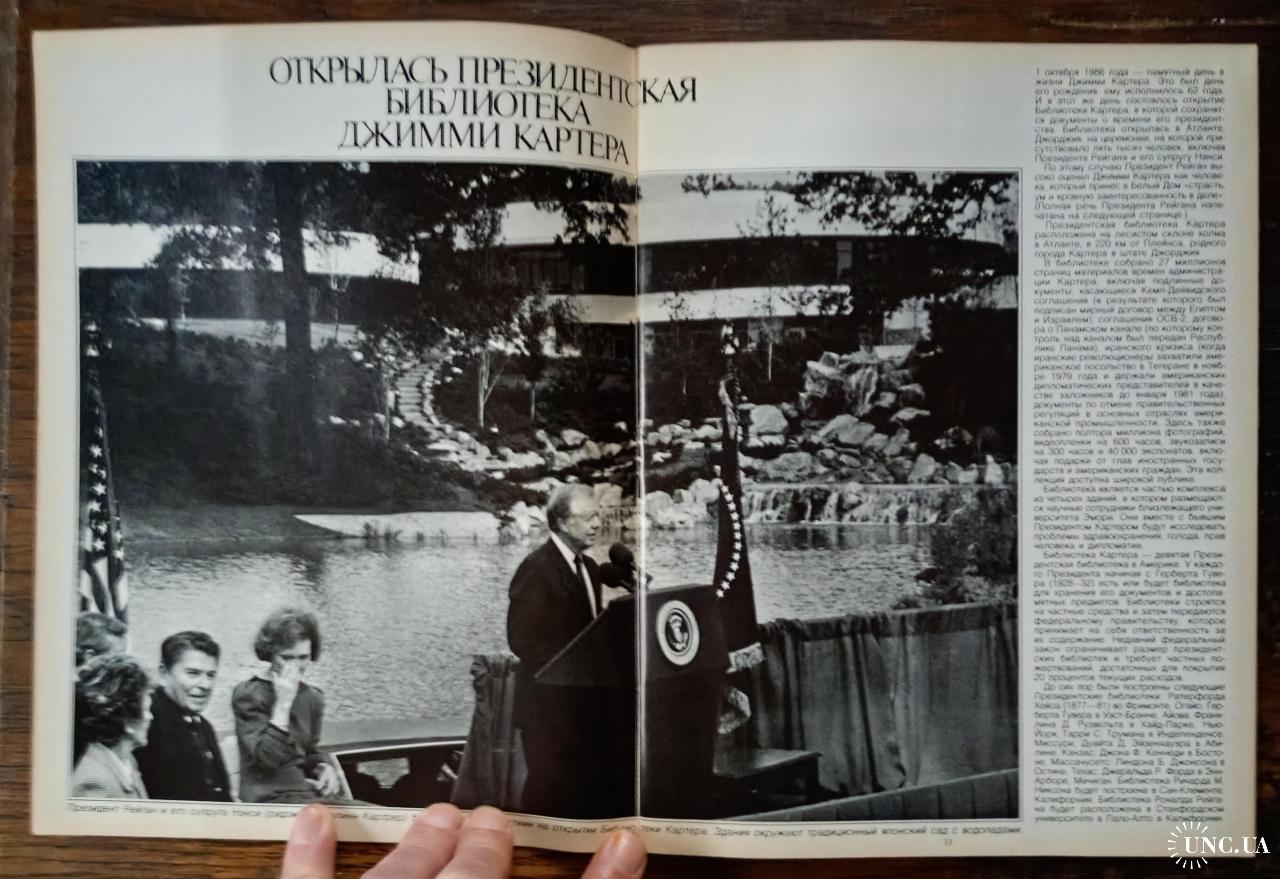 ОТКРЫЛАСЬ ПРЕЗИДЕНТСКАЯ
БИБЛИОТЕКА
ДЖИММИ КАРТЕРА
1 октября 1986 года — памятный день в
жизни Джимми Картера. Это был день
его рождения: ему исполнилось 62 года.
И в этот же день состоялось открытие
Библиотеки Картера, в которой сохранят-
ся документы о времени его президент-
ства. Библиотека открылась в Атланте,
Джорджия, на церемонии, на которой при-
сутствовало пять тысяч человек, включая
Президента Рейгана и его супругу Нэнси.
По этому случаю Президент Рейган вы-
соко оценил Джимми Картера как челове-
ка, который принес в Белый Дом «страсть,
ум и кровную заинтересованность в деле».
(Полная речь Президента Рейгана напе-
чатана на следующей странице.)
Президентская библиотека Картера
расположена на лесистом склоне холма
в Атланте, в 220 км от Плейнса, родного
города Картера в штате Джорджия.
В библиотеке собрано 27 миллионов
страниц материалов времен администра-
ции Картера, включая подлинные до-
кументы, касающиеся Кемп-Дейвидского
соглашения (в результате которого был
подписан мирный договор между Египтом
и Израилем), соглашения ОСВ-2, догово-
ра о Панамском канале (по которому кон-
троль над каналом был передан Респуб-
лике Панама), иранского кризиса (когда
иранские революционеры захватили аме-
риканское посольство в Тегеране в нояб-
ре 1979 года и держали американских
дипломатических представителей в каче-
стве заложников до января 1981 года),
документы по отмене правительственных
регуляций в основных отраслях амери-
канской промышленности. Здесь также
собрано полтора миллиона фотографий,
видеопленки на 600 часов, звукозаписи
на 300 часов и 40 000 экспонатов, вклю-
чая подарки от глав иностранных госу-
дарств и американских граждан. Эта кол-
лекция доступна широкой публике.
Библиотека является частью комплекса
из четырех зданий, в котором размещают-
ся научные сотрудники близлежащего уни-
верситета Эмори. Они вместе с бывшим
Президентом Картером будут исследовать
проблемы здравоохранения, голода, прав
человека и дипломатии.
Библиотека Картера — девятая Прези-
дентская библиотека в Америке. У каждо-
го Президента начиная с Герберта Гуве-
ра (1928—32) есть или будет библиотека
для хранения его документов и достопа-
мятных предметов. Библиотеки строятся
на частные средства и затем передаются
федеральному правительству, которое
принимает на себя ответственность за
их содержание. Недавний федеральный
закон ограничивает размер президент-
ских библиотек и требует частных по-
жертвований, достаточных для покрытия
20 процентов текущих расходов.
До сих пор были построены следующие
Президентские библиотеки: Ратерфорда
Хейса (1877—81) во Фримонте, Огайо; Гер-
берта Гувера в Уэст-Бранче, Айова; Франк-
лина Д. Рузвельта в Хайд-Парке, Нью-
Йорк; Гарри С. Трумана в Индепенденсе,
Миссури; Дуайта Д. Эйзенхауэра в Аби-
лине, Канзас; Джона Ф. Кеннеди в Босто-
не, Массачусетс; Линдона Б. Джонсона в
Остине, Техас; Джеральда Р. Форда в Энн-
Арборе, Мичиган. Библиотека Ричарда М.
Никсона будет построена в Сан-Клементе,
Калифорния. Библиотека Рональда Рейга-
на будет расположена в Станфордском
университете в Пало-Алто в Калифорнии.
Президент Рейган и его супруга Нэнси (рядом линн Картер) на открытии Библиотеки Картера. Здания окружают традиционный японский сад с водопадами.
33
UNC.UA